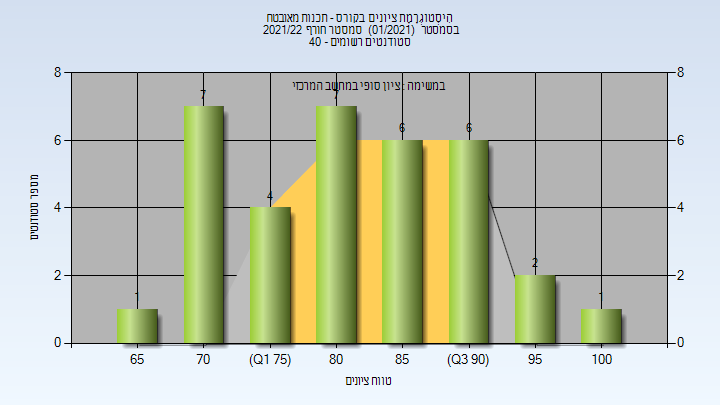 הִיסְטוֹגְרָמַת ציונים בקורס - תכנות מאובטח
בסמסטר (01/2021) סמסטר חורף 2021/22
סטודנטים רשומים - 40
במשימה : ציון סופי במחשב המרכזי
8 8
7 7
6 6 6 6
4 4 4
2 2 2
1 1
0 0
מספר סטודנטים
65 70 (Q1 75) 80 85 (Q3 90) 95 100
טווח ציונים